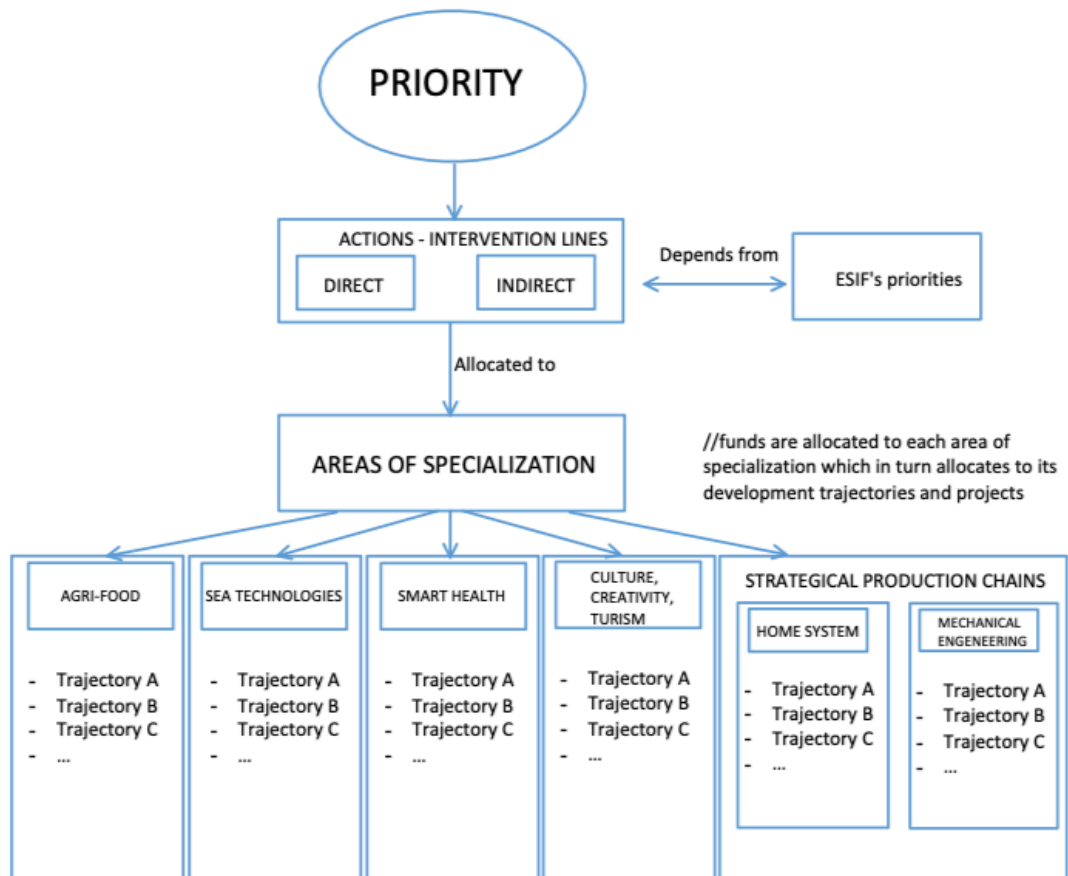 PRIORITY
ACTIONS - INTERVENTION LINES
DIRECT
INDIRECT
Depends from
ESIF's priorities
Allocated to
AREAS OF SPECIALIZATION
//funds are allocated to each area of
specialization which in turn allocates to its
development trajectories and projects
AGRI-FOOD
- Trajectory A
- Trajectory B
- Trajectory C
- ...
SEA TECHNOLOGIES
- Trajectory A
- Trajectory B
- Trajectory C
- ...
SMART HEALTH
- Trajectory A
- Trajectory B
- Trajectory C
- ...
CULTURE,
CREATIVITY,
TURISM
- Trajectory A
- Trajectory B
- Trajectory C
- ...
STRATEGICAL PRODUCTION CHAINS
HOME SYSTEM
- Trajectory A
- Trajectory B
- Trajectory C
- ...
MECHANICAL
ENGENEERING
- Trajectory A
- Trajectory B
- Trajectory C
- ...